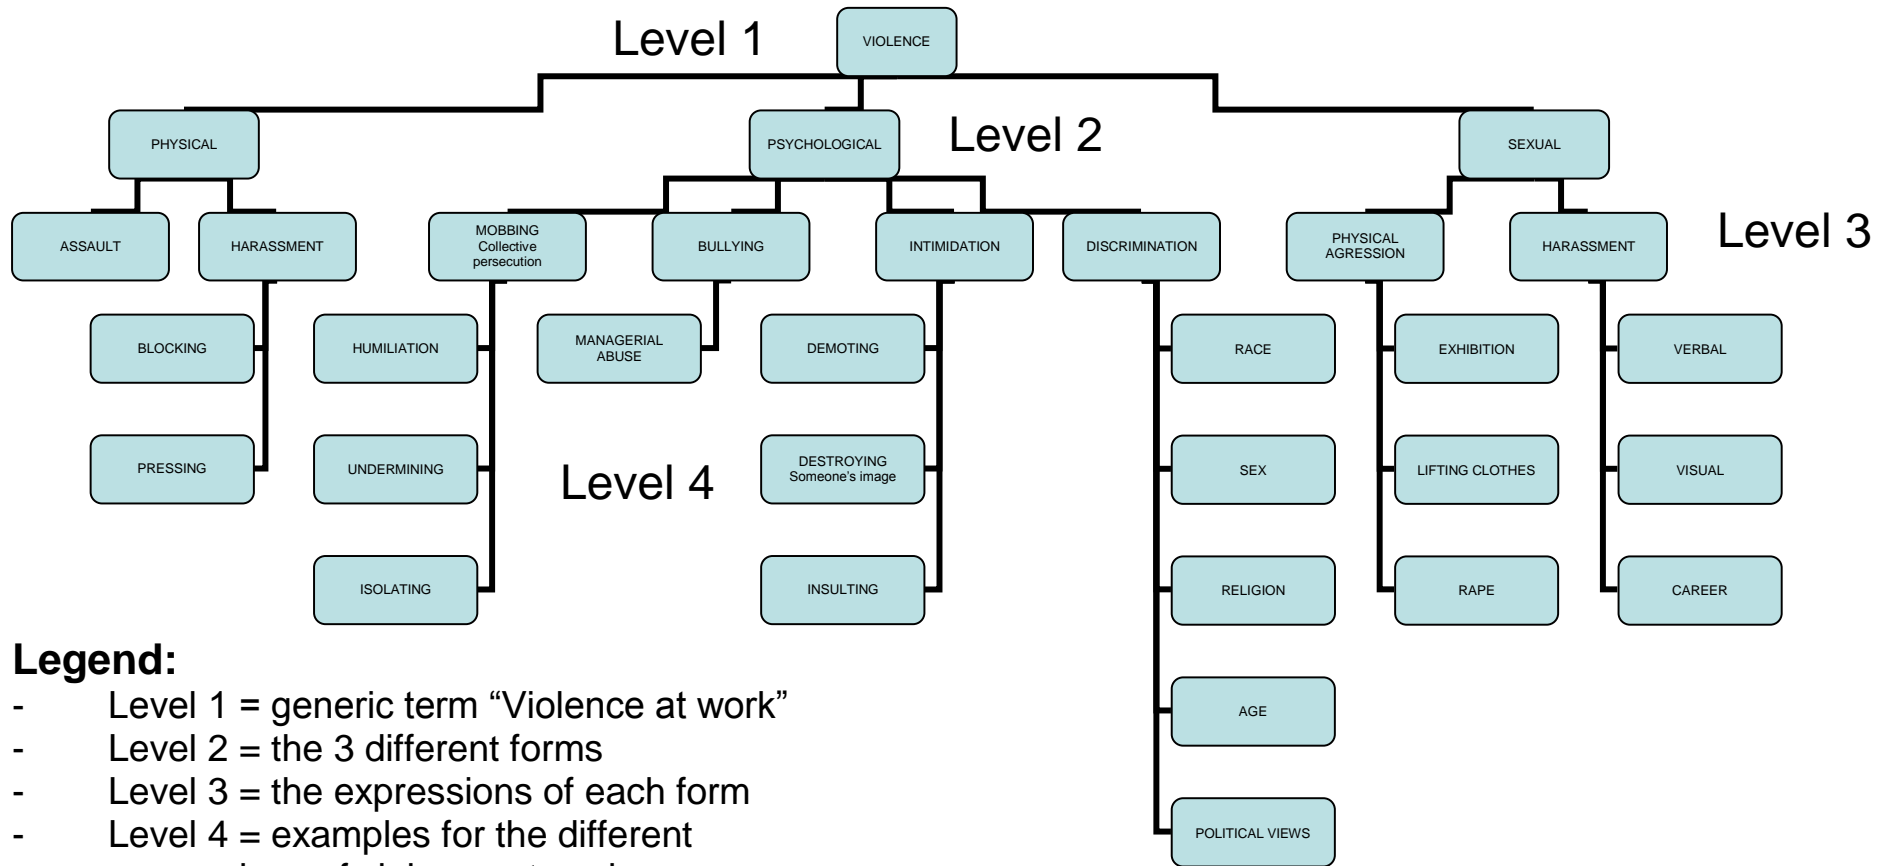 Level 1
VIOLENCE
PHYSICAL
PSYCHOLOGICAL
Level 2
SEXUAL
ASSAULT
HARASSMENT
MOBBING
Collective
persecution
BULLYING
INTIMIDATION
DISCRIMINATION
PHYSICAL
AGRESSION
HARASSMENT
Level 3
BLOCKING
HUMILIATION
MANAGERIAL
ABUSE
DEMOTING
RACE
EXHIBITION
VERBAL
PRESSING
UNDERMINING
Level 4
DESTROYING
Someone’s image
SEX
LIFTING CLOTHES
VISUAL
ISOLATING
INSULTING
RELIGION
RAPE
CAREER
AGE
POLITICAL VIEWS
Legend:
- Level 1 = generic term “Violence at work”
- Level 2 = the 3 different forms
- Level 3 = the expressions of each form
- Level 4 = examples for the different